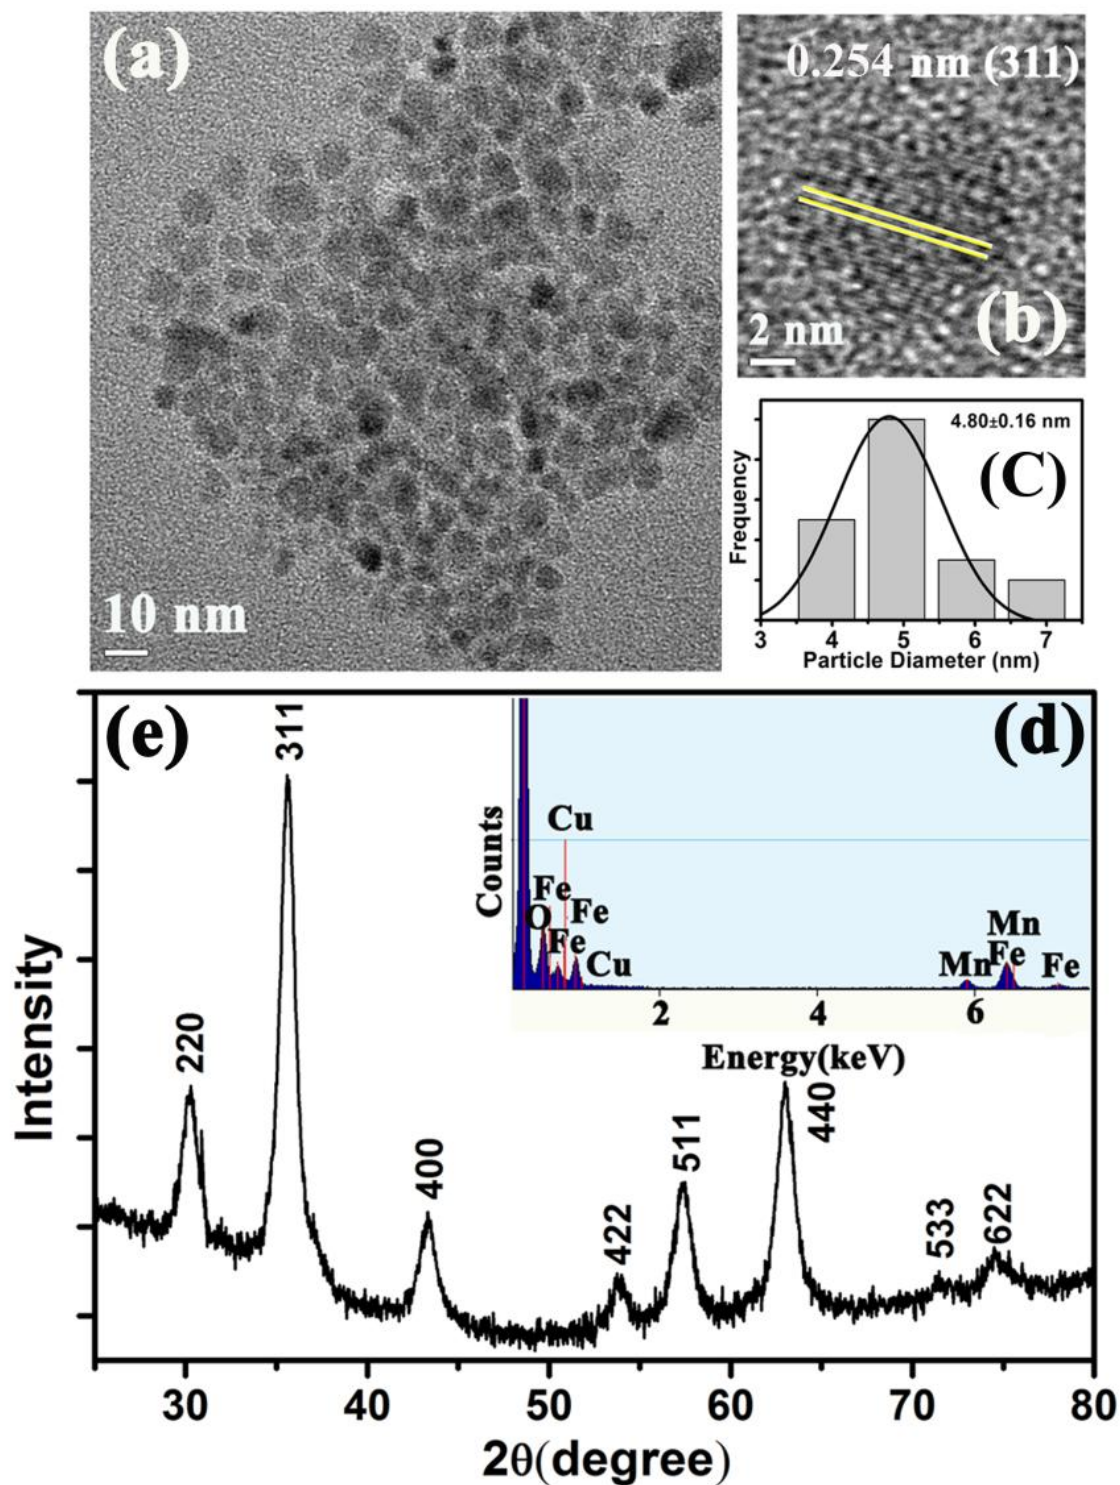 (a)
10 nm
0.254 nm (311)
2 nm
(b)
4.80±0.16 nm
(C)
Frequency
3 4 5 6 7
Particle Diameter (nm)
(e)
311
220
400
422
511
440
533
622
Intensity
30 40 50 60 70 80
2θ(degree)
(d)
Counts
Cu
Fe
O
Fe
Fe
Cu
Mn
Mn
Fe
Fe
2 4 6
Energy(keV)